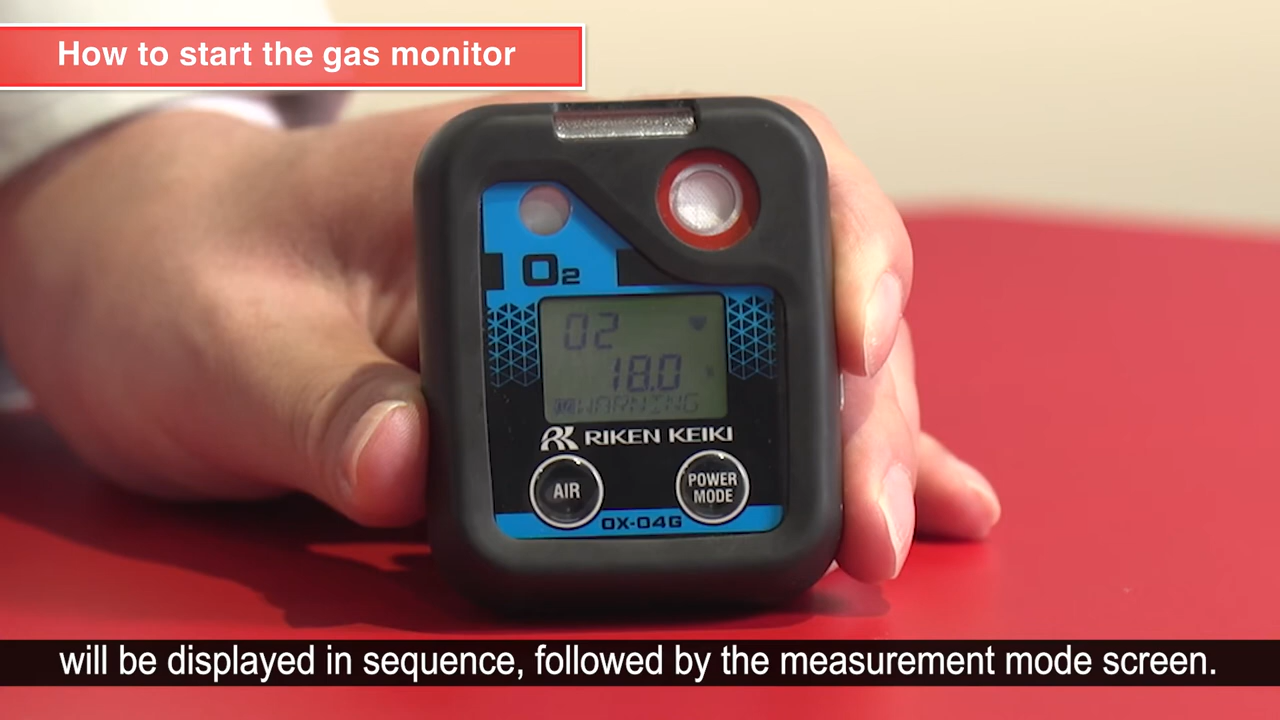 How to start the gas monitor
O2
O2
18.0
WARNING
RIKEN KEIKI
AIR
POWER
MODE
OX-04G
will be displayed in sequence, followed by the measurement mode screen.